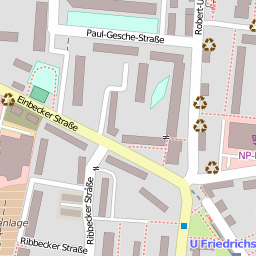 Paul-Gesche-Straße
Robert-U
Einbecker Straße
NP-
Ribbecker Straße
U Friedrichs
anlage
Ribbecker Straße